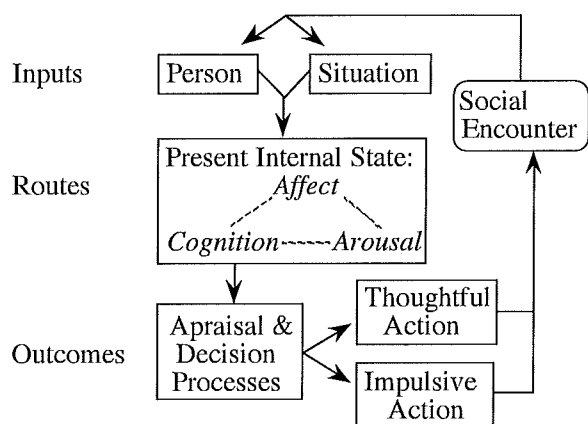 Inputs
Person
Situation
Social
Encounter
Routes
Present Internal State:
Affect
Cognition
Arousal
Outcomes
Appraisal &
Decision
Processes
Thoughtful
Action
Impulsive
Action